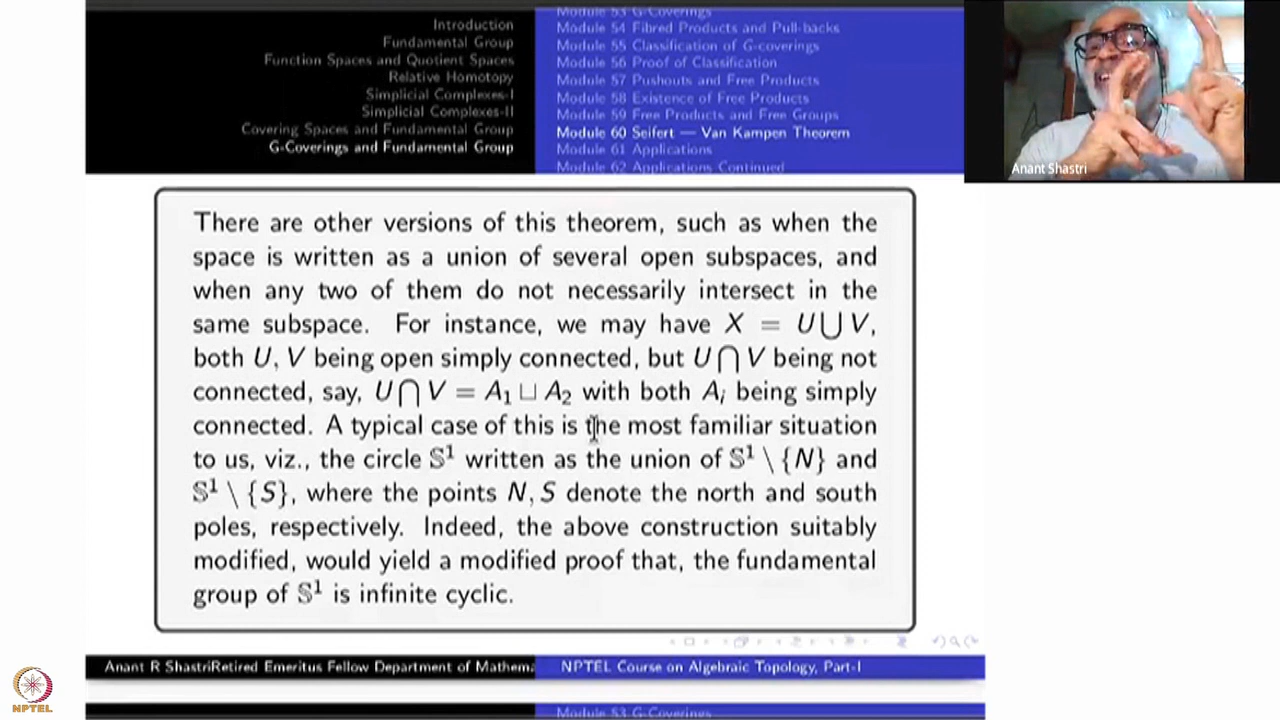 Introduction
Fundamental Group
Function Spaces and Quotient Spaces
Relative Homotopy
Simplicial Complexes-I
Simplicial Complexes-II
Covering Spaces and Fundamental Group
G-Coverings and Fundamental Group
Module 53 G-Coverings
Module 54 Fibred Products and Pull-backs
Module 55 Classification of G-coverings
Module 56 Proof of Classification
Module 57 Pushouts and Free Products
Module 58 Existence of Free Products
Module 59 Free Products and Free Groups
Module 60 Seifert — Van Kampen Theorem
Module 61 Applications
Module 62 Applications Continued
Anant Shastri
There are other versions of this theorem, such as when the
space is written as a union of several open subspaces, and
when any two of them do not necessarily intersect in the
same subspace. For instance, we may have X = U ⋃ V,
both U, V being open simply connected, but U ⋂ V being not
connected, say, U ⋂ V = A₁ ⊔ A₂ with both Aᵢ being simply
connected. A typical case of this is the most familiar situation
to us, viz., the circle 𝕊¹ written as the union of 𝕊¹ \ {N} and
𝕊¹ \ {S}, where the points N, S denote the north and south
poles, respectively. Indeed, the above construction suitably
modified, would yield a modified proof that, the fundamental
group of 𝕊¹ is infinite cyclic.
Anant R ShastriRetired Emeritus Fellow Department of Mathema
NPTEL Course on Algebraic Topology, Part-I
NPTEL
Module 53 G-Coverings